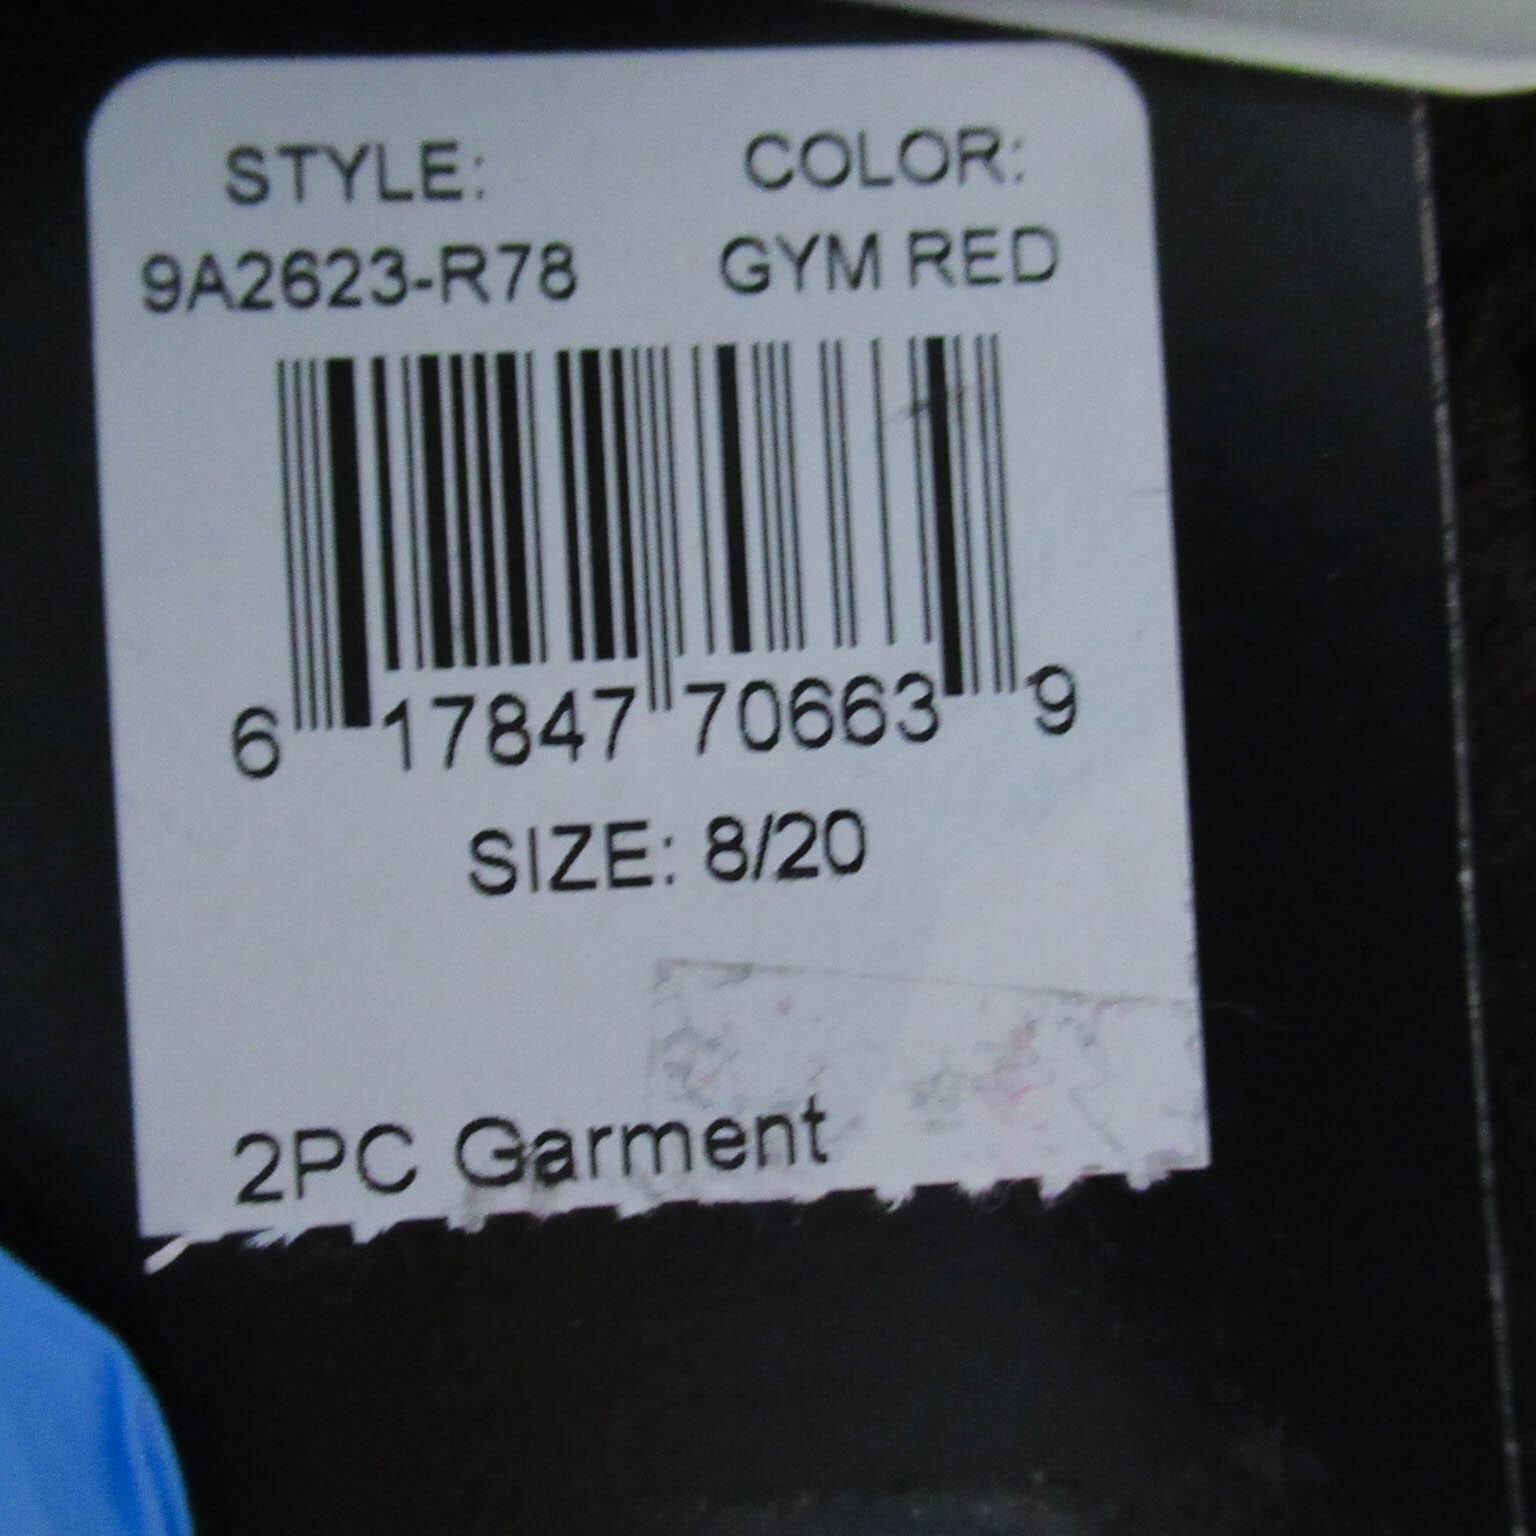 STYLE: COLOR:
9A2623-R78 GYM RED
6 17847 70663 9
SIZE: 8/20
2PC Garment